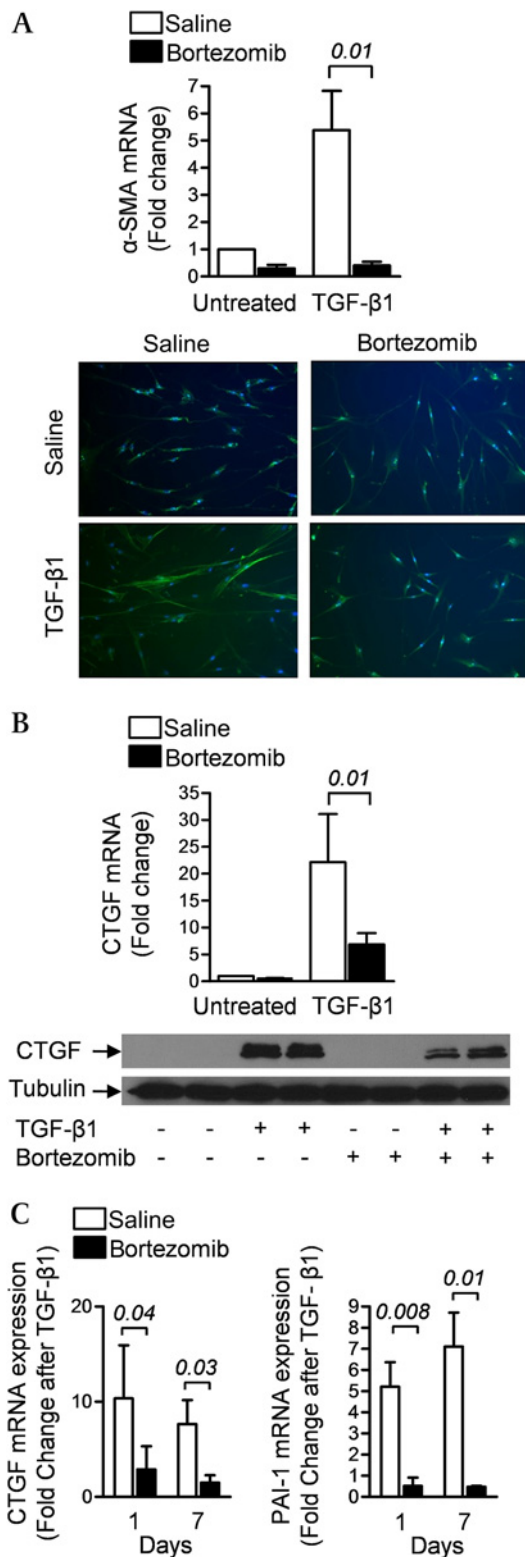 A
Saline
Bortezomib
0.01
7
6
5
4
3
2
1
0
α-SMA mRNA
(Fold change)
Untreated TGF-β1
Saline Bortezomib
Saline
TGF-β1
B
Saline
Bortezomib
0.01
35
30
25
20
15
10
5
0
CTGF mRNA
(Fold change)
Untreated TGF-β1
CTGF
Tubulin
TGF-β1 - - + + - - + +
Bortezomib - - - - + + + +
C
Saline
Bortezomib
CTGF mRNA expression
(Fold Change after TGF-β1)
20
10
0
0.04
0.03
1 7
Days
PAI-1 mRNA expression
(Fold Change after TGF- β1)
9
8
7
6
5
4
3
2
1
0
0.008
0.01
1 7
Days